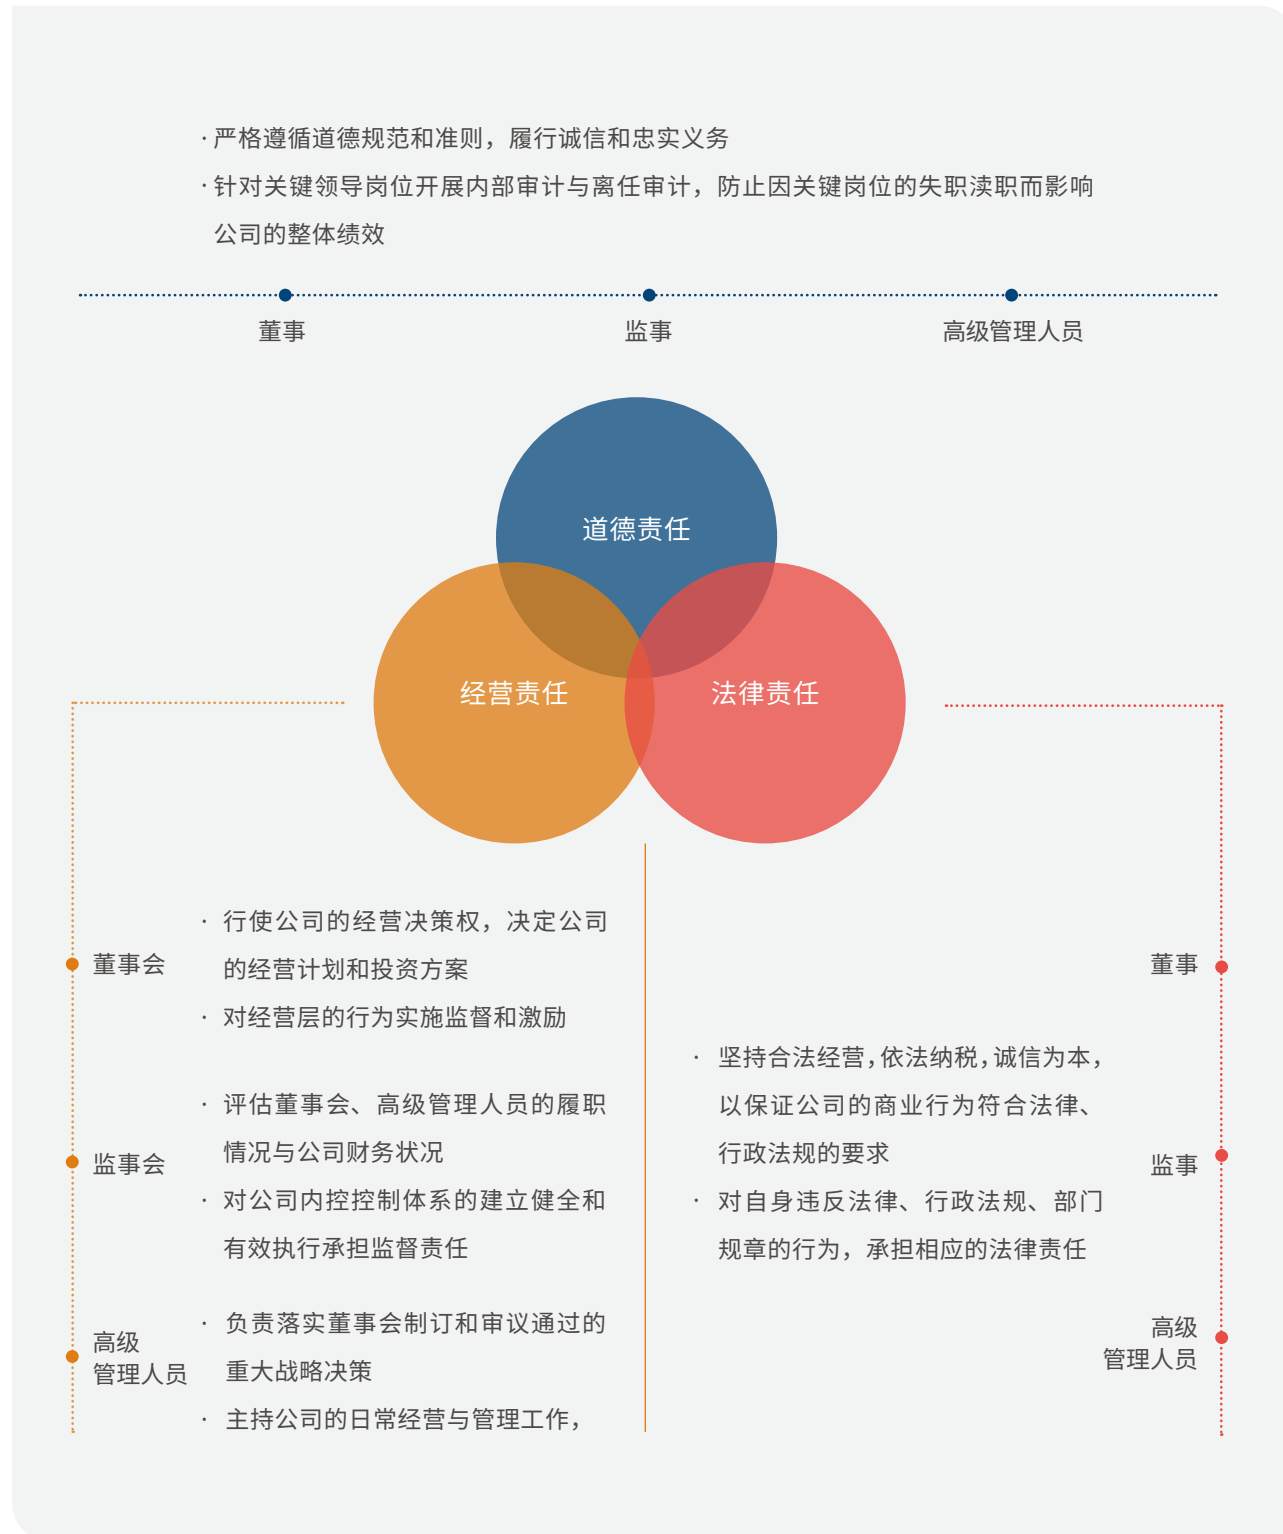 · 严格遵循道德规范和准则，履行诚信和忠实义务
· 针对关键领导岗位开展内部审计与离任审计，防止因关键岗位的失职渎职而影响
公司的整体绩效
董事
监事
高级管理人员
道德责任
经营责任
法律责任
董事会
· 行使公司的经营决策权，决定公司
的经营计划和投资方案
· 对经营层的行为实施监督和激励
监事会
· 评估董事会、高级管理人员的履职
情况与公司财务状况
· 对公司内控控制体系的建立健全和
有效执行承担监督责任
高级
管理人员
· 负责落实董事会制订和审议通过的
重大战略决策
· 主持公司的日常经营与管理工作，
· 坚持合法经营，依法纳税，诚信为本，
以保证公司的商业行为符合法律、
行政法规的要求
· 对自身违反法律、行政法规、部门
规章的行为，承担相应的法律责任
董事
监事
高级
管理人员